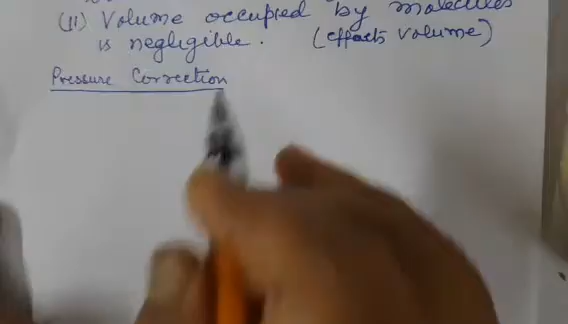 (II) Volume occupied by molecules
is negligible. (effects volume)
Pressure Correction